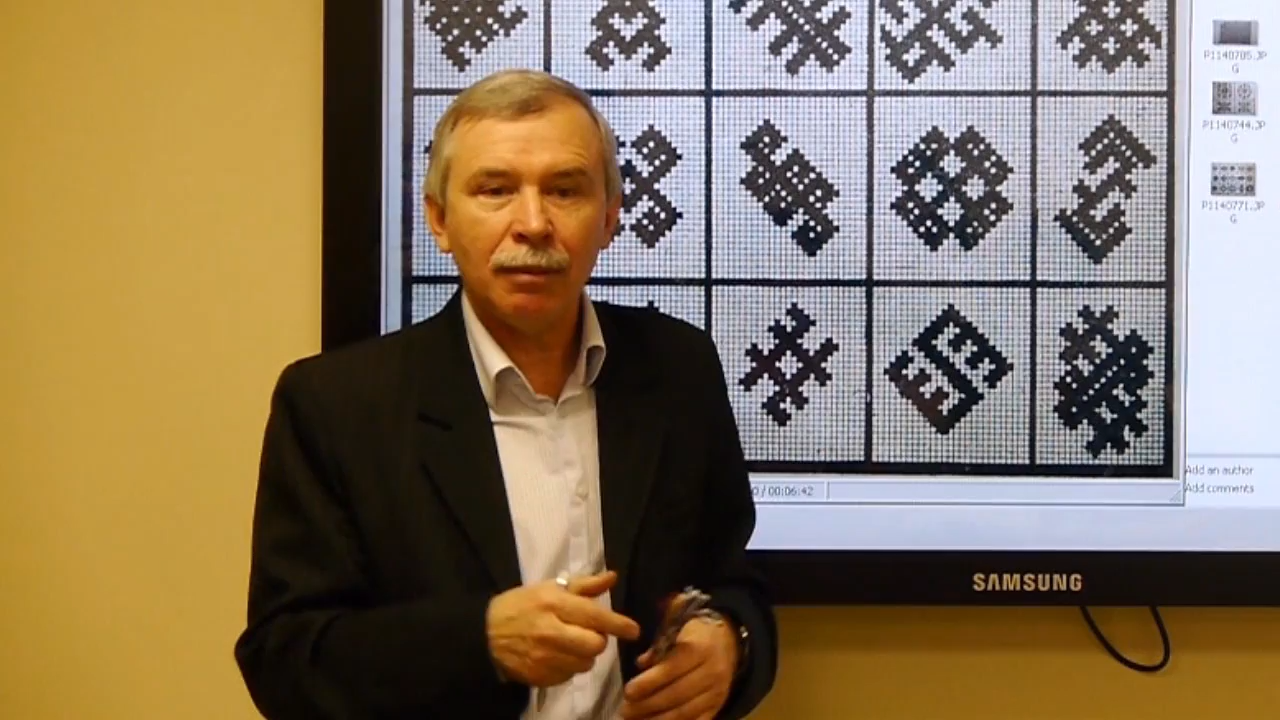 P1140705.JP
G
P1140744.JP
G
P1140771.JP
G
Add an author
Add comments
0 / 00:06:42
SAMSUNG